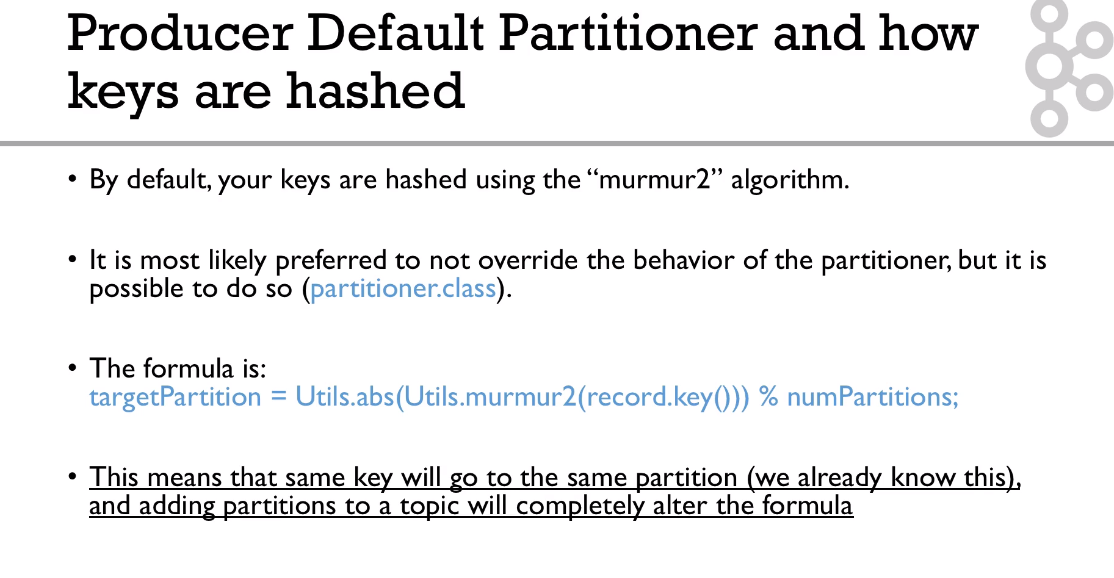 Producer Default Partitioner and how
keys are hashed
• By default, your keys are hashed using the “murmur2” algorithm.
• It is most likely preferred to not override the behavior of the partitioner, but it is
possible to do so (partitioner.class).
• The formula is:
targetPartition = Utils.abs(Utils.murmur2(record.key())) % numPartitions;
• This means that same key will go to the same partition (we already know this),
and adding partitions to a topic will completely alter the formula